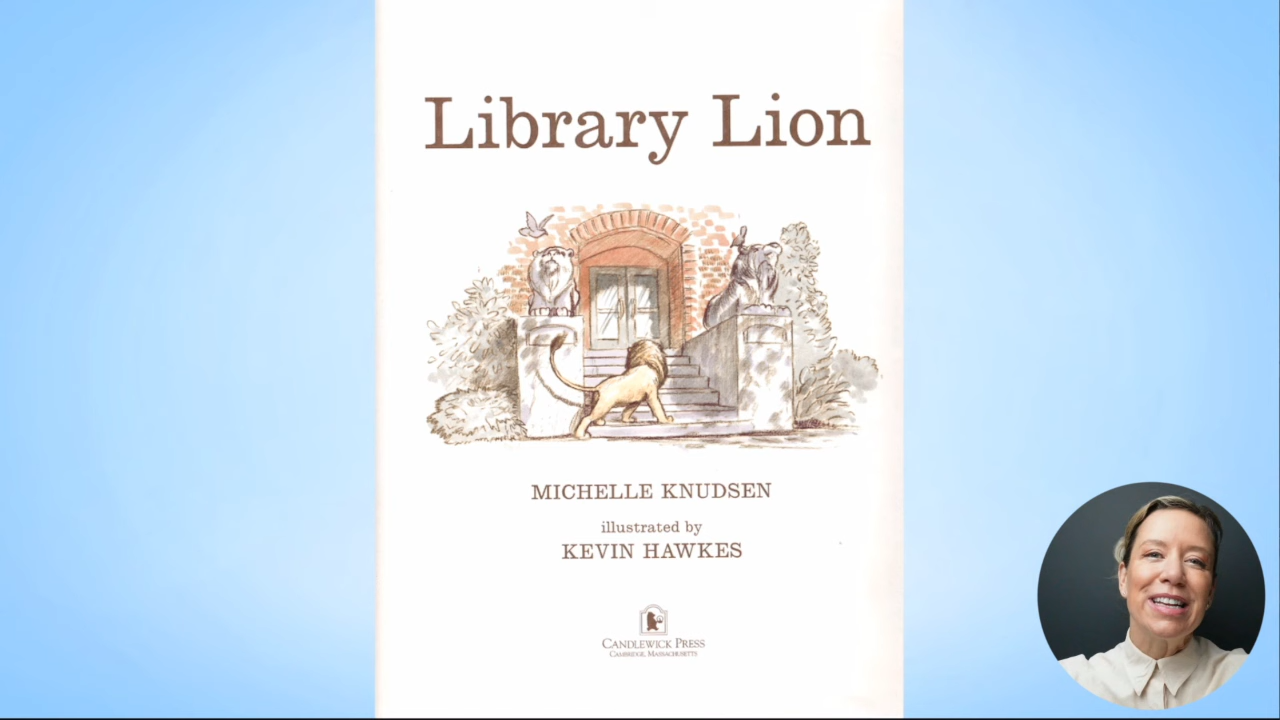 Library Lion
MICHELLE KNUDSEN
illustrated by
KEVIN HAWKES
CANDLEWICK PRESS
CAMBRIDGE, MASSACHUSETTS